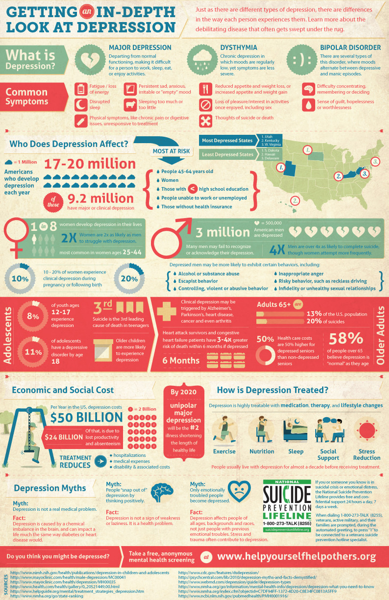 GETTING an IN-DEPTH
LOOK AT DEPRESSION
Just as there are different types of depression, there are differences
in the way each person experiences them. Learn more about the
debilitating disease that often gets swept under the rug.
What is
Depression?
MAJOR DEPRESSION
Departing from normal
functioning, making it difficult
for a person to work, sleep, eat,
or enjoy activities.
DYSTHYMIA
Chronic depression in
which moods are regularly
low, yet symptoms are less
severe.
BIPOLAR DISORDER
There are several types of
this disorder, where moods
alternate between depressive
and manic episodes.
Common
Symptoms
Fatigue / loss
of energy
Persistent sad, anxious,
irritable or "empty" mood
Reduced appetite and weight loss, or
increased appetite and weight gain
Difficulty concentrating,
remembering or deciding
Disrupted
sleep
Sleeping too much or
too little
Loss of pleasure/interest in activities
once enjoyed, including sex
Sense of guilt, hopelessness
or worthlessness
Physical symptoms, like chronic pain or digestive
issues, unresponsive to treatment
Thoughts of suicide or death
Who Does Depression Affect?
= 1 Million
Americans
who develop
depression
each year
17-20 million
of those
9.2 million
have major or clinical depression
MOST AT RISK
People 45-64 years old
Women
Those with < high school education
People unable to work or unemployed
Those without health insurance
Most Depressed States
Least Depressed States
women develop depression in their lives
2X
Women are 2x as likely as men
to struggle with depression.
most common in women ages 25-44
3 million
American men are depressed
Many men may fail to recognize
or acknowledge their depression.
4X
Men are more 4x as likely to complete suicide,
though women attempt more frequently
10%
10 - 20% of women experience
clinical depression during
pregnancy or following birth
20%
Depressed men may be more likely to exhibit certain behaviors, including:
Alcohol or substance abuse
Escapist behavior
Controlling, violent or abusive behavior
Inappropriate anger
Risky behavior, such as reckless driving
Infidelity or unhealthy sexual relationships
Adolescents
8%
of youth ages
12-17
experience
depression
3rd
Suicide is the 3rd leading
cause of death in teenagers
11%
of adolescents
have a depressive
disorder by age
18
Older children
are more likely
to experience
depression
Clinical depression may be
triggered by Alzheimer's,
Parkinson's, heart disease,
cancer and even arthritis
Heart attack survivors and congestive
heart failure patients have 3-4x greater
risk of death within 6 months if depressed
6 Months
Adults 65+
13% of the U.S. population
20% of suicides
50%
Health care costs
are 50% higher for
depressed seniors
than non-depressed
seniors
58%
of people over 65
believe depression is
"normal" as they age
Older Adults
Economic and Social Cost
Per Year in the US, depression costs
$50 BILLION
$24 BILLION
Of that, is due to
lost productivity
and absenteeism
= 2 Million
TREATMENT
REDUCES
hospitalizations
medical expenses
disability & associated costs
By 2020
unipolar
major
depression
will be the #2
illness shortening
the length of
healthy life
How is Depression Treated?
Depression is highly treatable with medication, therapy, and lifestyle changes
Exercise
Nutrition
Sleep
Social
Support
Stress
Reduction
People usually live with depression for almost a decade before receiving treatment.
Depression Myths
Myth:
Depression is not a real medical problem.
Fact:
Depression is caused by a chemical
imbalance in the brain, and can impact a
life much the same way diabetes or heart
disease would.
Myth:
People "snap out of"
depression by
thinking positively.
Fact:
Depression is not a sign of weakness
or laziness. It is a health problem.
Myth:
Only emotionally
troubled people
become depressed.
Fact:
Depression affects people of all
ages, backgrounds and races,
not just people with previous
emotional troubles. Stress and
trauma often contribute to depression.
NATIONAL
SUICIDE
PREVENTION
LIFELINE
1-800-273-TALK (8255)
Do you think you might be depressed?
Take a free, anonymous
mental health screening at
www.helpyourselfhelpothers.org
SOURCES